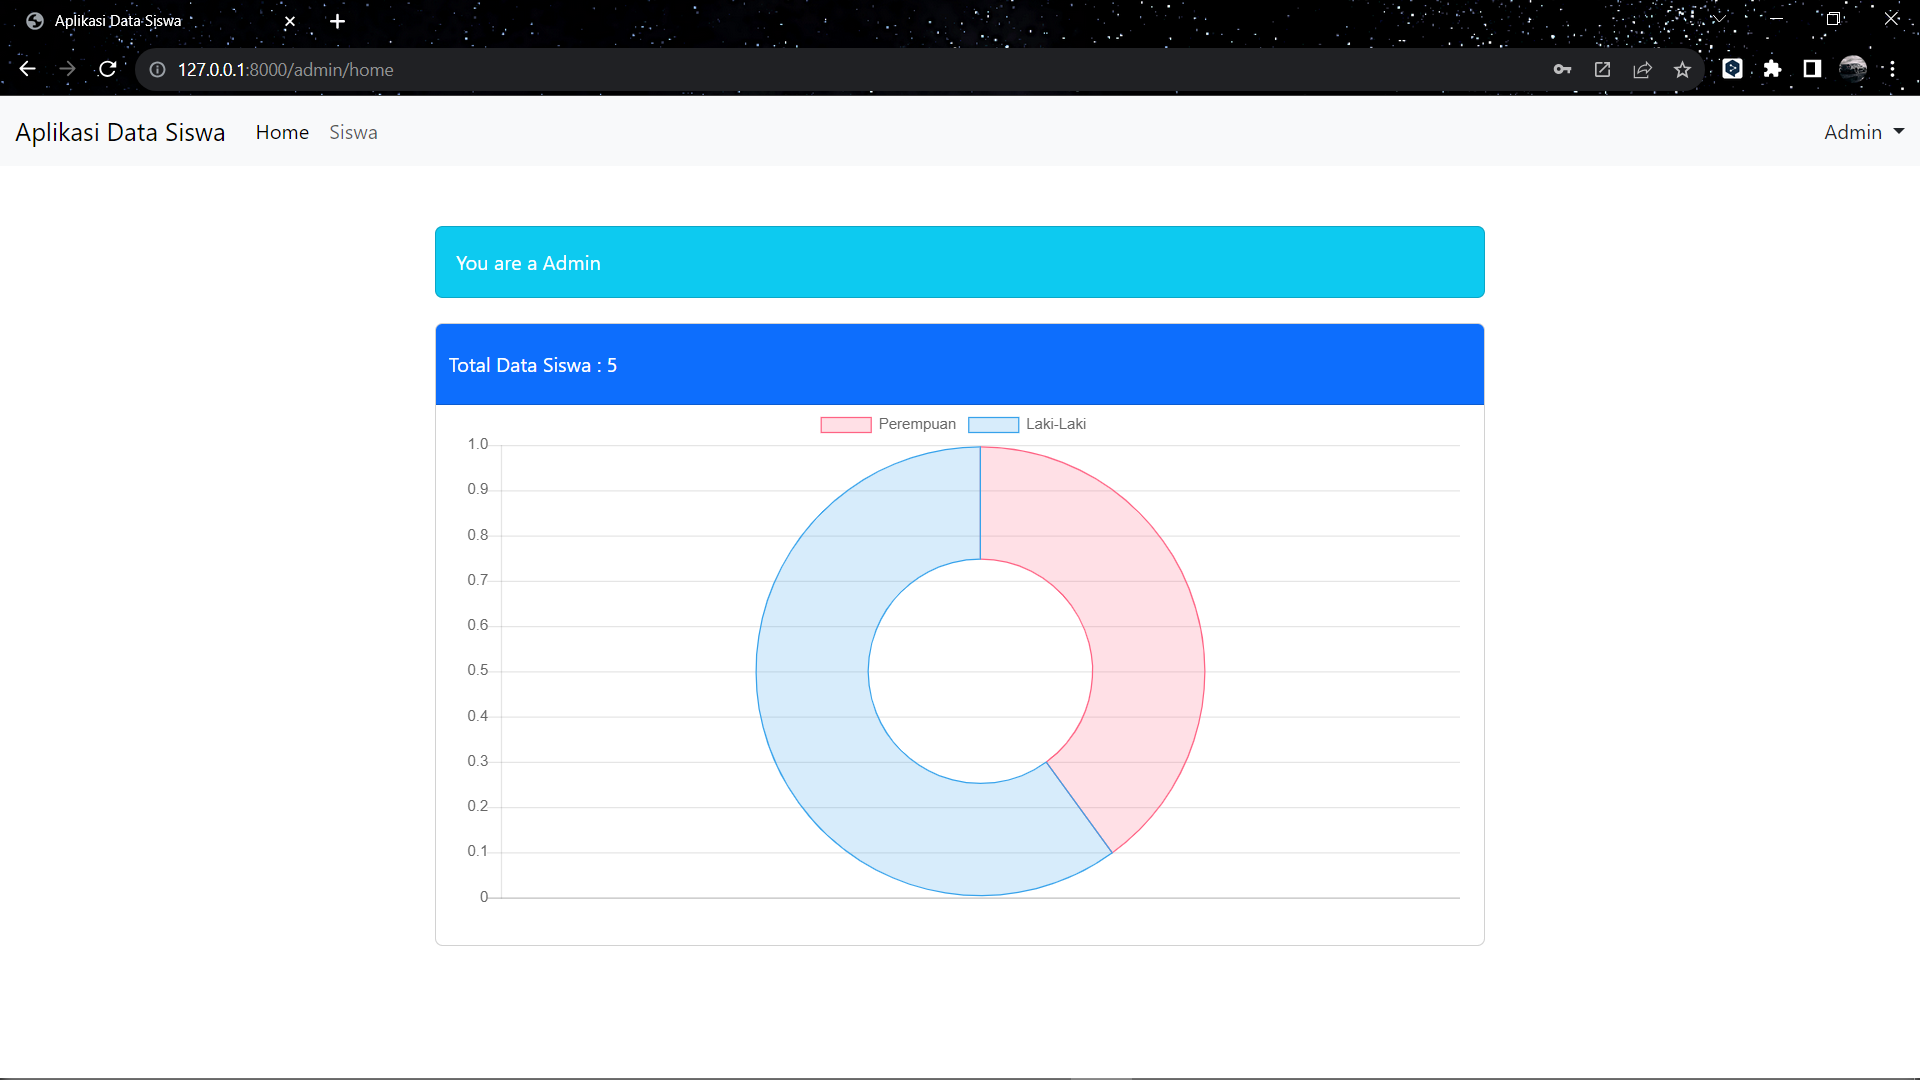 Aplikasi Data Siswa
127.0.0.1:8000/admin/home
Aplikasi Data Siswa Home Siswa Admin
You are a Admin
Total Data Siswa : 5
Perempuan Laki-Laki
1.0
0.9
0.8
0.7
0.6
0.5
0.4
0.3
0.2
0.1
0